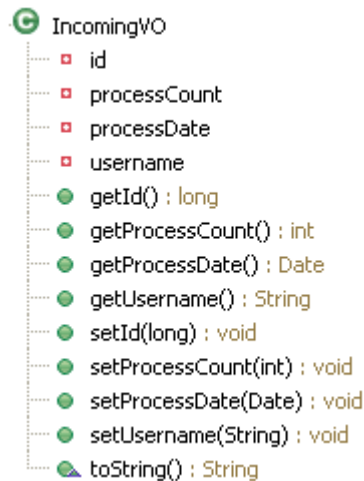 IncomingVO
id
processCount
processDate
username
getId() : long
getProcessCount() : int
getProcessDate() : Date
getUsername() : String
setId(long) : void
setProcessCount(int) : void
setProcessDate(Date) : void
setUsername(String) : void
toString() : String